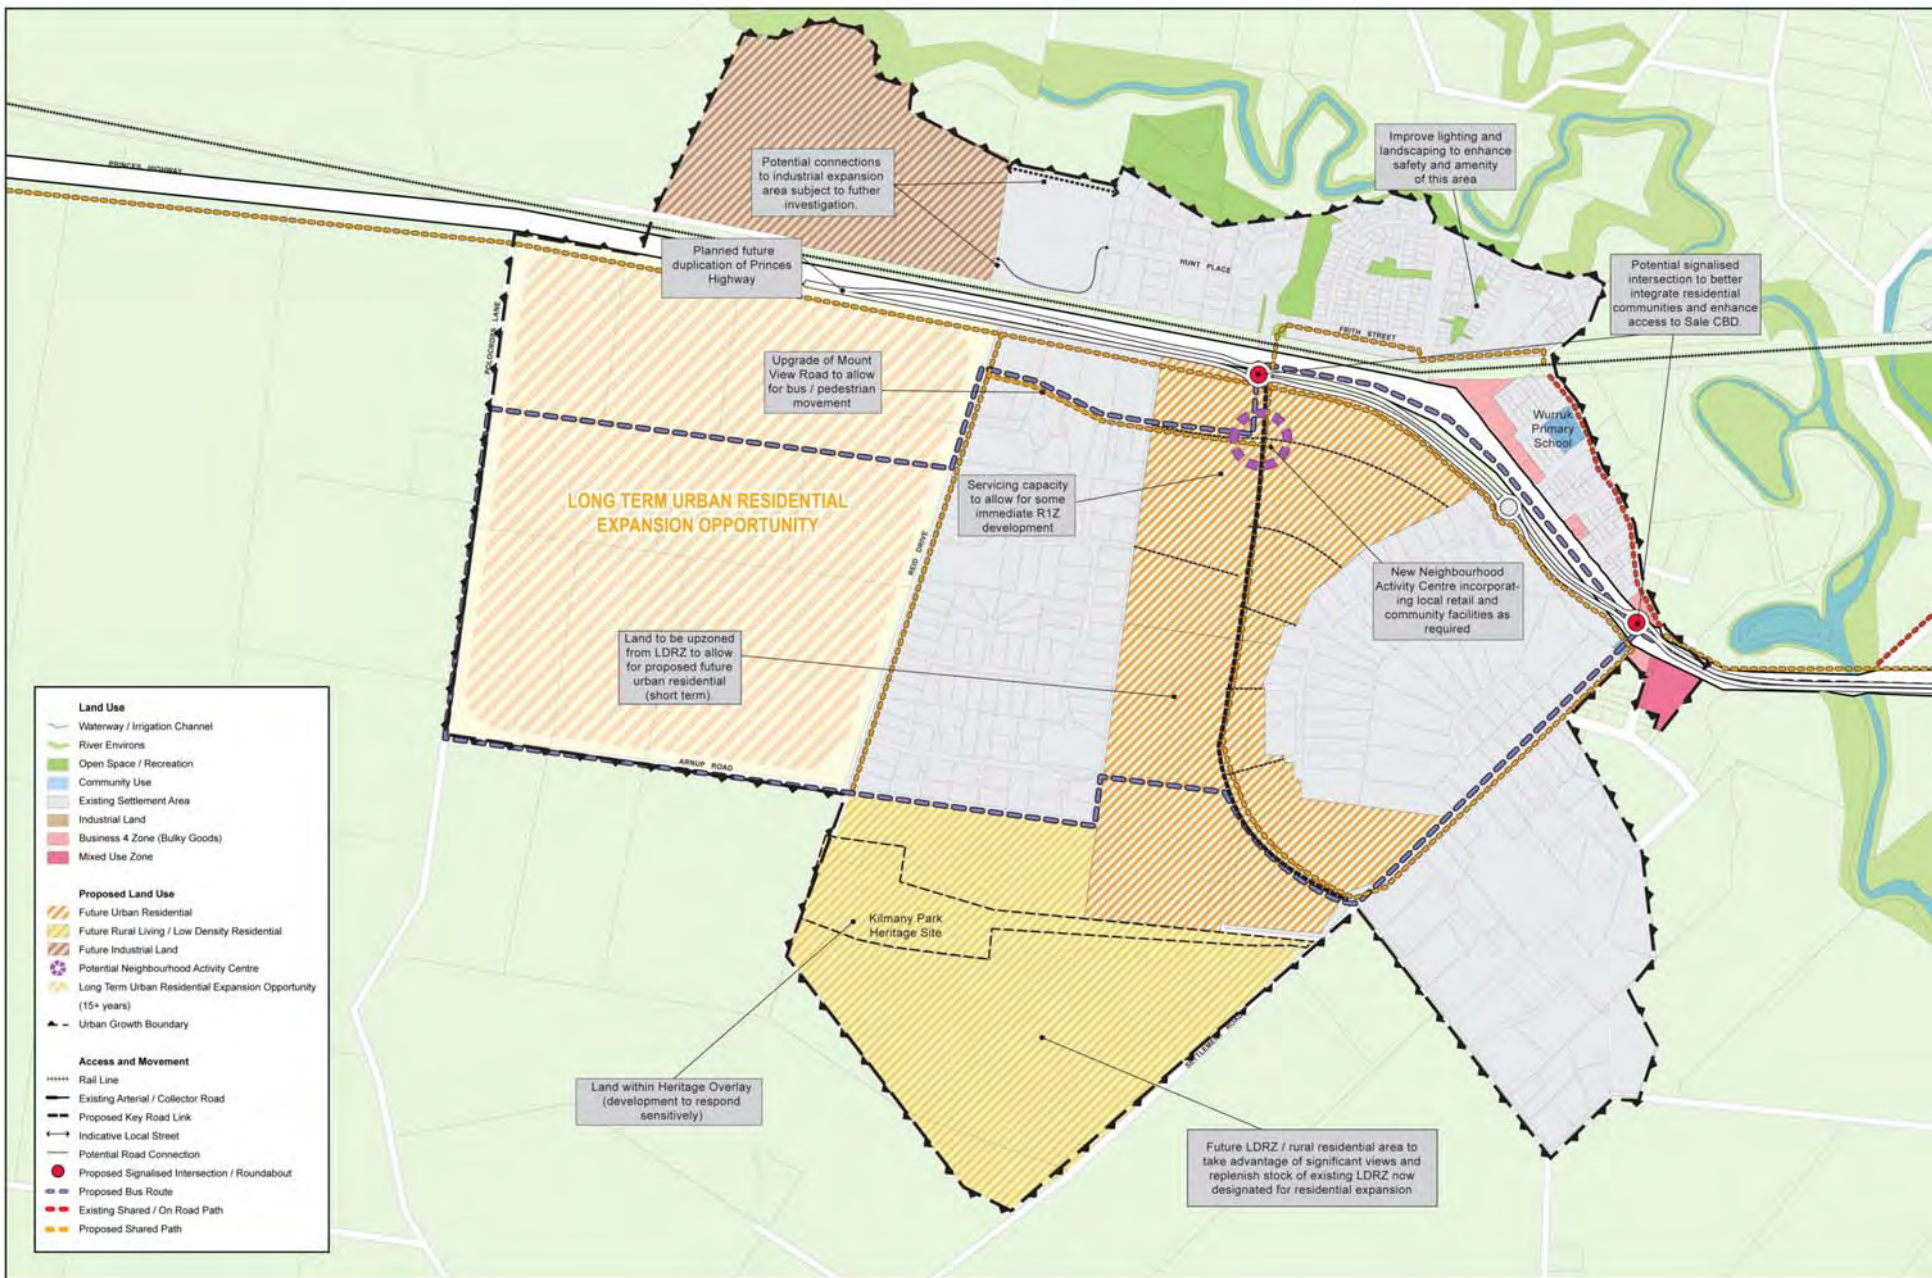 PRINCES HIGHWAY
Potential connections
to industrial expansion
area subject to futher
investigation.
Improve lighting and
landscaping to enhance
safety and amenity
of this area
Planned future
duplication of Princes
Highway
HUNT PLACE
Potential signalised
intersection to better
integrate residential
communities and enhance
access to Sale CBD.
POLOCROSS LANE
FRITH STREET
Upgrade of Mount
View Road to allow
for bus / pedestrian
movement
Wurruk
Primary
School
LONG TERM URBAN RESIDENTIAL
EXPANSION OPPORTUNITY
Servicing capacity
to allow for some
immediate R1Z
development
REID DRIVE
New Neighbourhood
Activity Centre incorporat-
ing local retail and
community facilities as
required
Land to be upzoned
from LDRZ to allow
for proposed future
urban residential
(short term)
ARNUP ROAD
Kilmany Park
Heritage Site
SETTLEMENT ROAD
Land within Heritage Overlay
(development to respond
sensitively)
Future LDRZ / rural residential area to
take advantage of significant views and
replenish stock of existing LDRZ now
designated for residential expansion
Land Use
Waterway / Irrigation Channel
River Environs
Open Space / Recreation
Community Use
Existing Settlement Area
Industrial Land
Business 4 Zone (Bulky Goods)
Mixed Use Zone
Proposed Land Use
Future Urban Residential
Future Rural Living / Low Density Residential
Future Industrial Land
Potential Neighbourhood Activity Centre
Long Term Urban Residential Expansion Opportunity
(15+ years)
Urban Growth Boundary
Access and Movement
Rail Line
Existing Arterial / Collector Road
Proposed Key Road Link
Indicative Local Street
Potential Road Connection
Proposed Signalised Intersection / Roundabout
Proposed Bus Route
Existing Shared / On Road Path
Proposed Shared Path